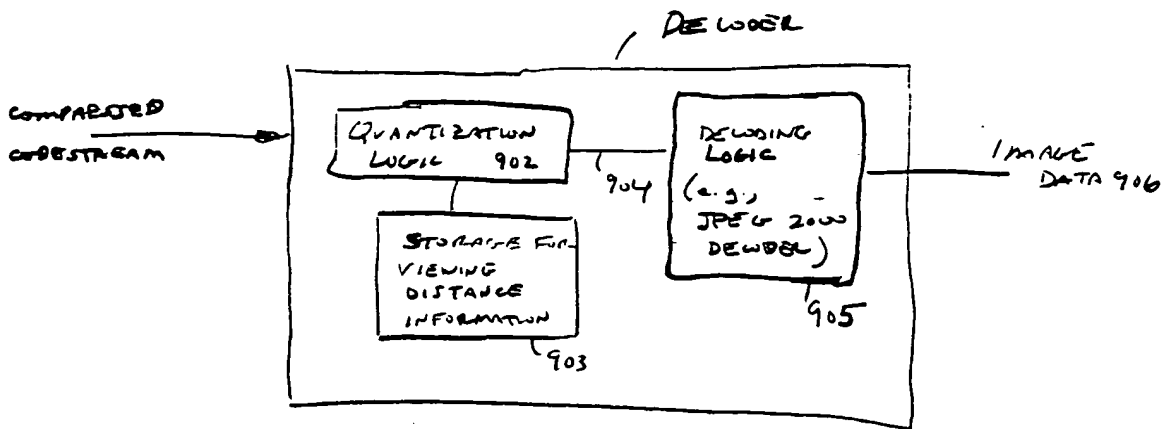 DECODER
COMPRESSED
CODESTREAM
QUANTIZATION
LOGIC 902
904
STORAGE FOR
VIEWING
DISTANCE
INFORMATION
903
DECODING
LOGIC
(e.g.,
JPEG 2000
DECODER)
905
IMAGE
DATA 906